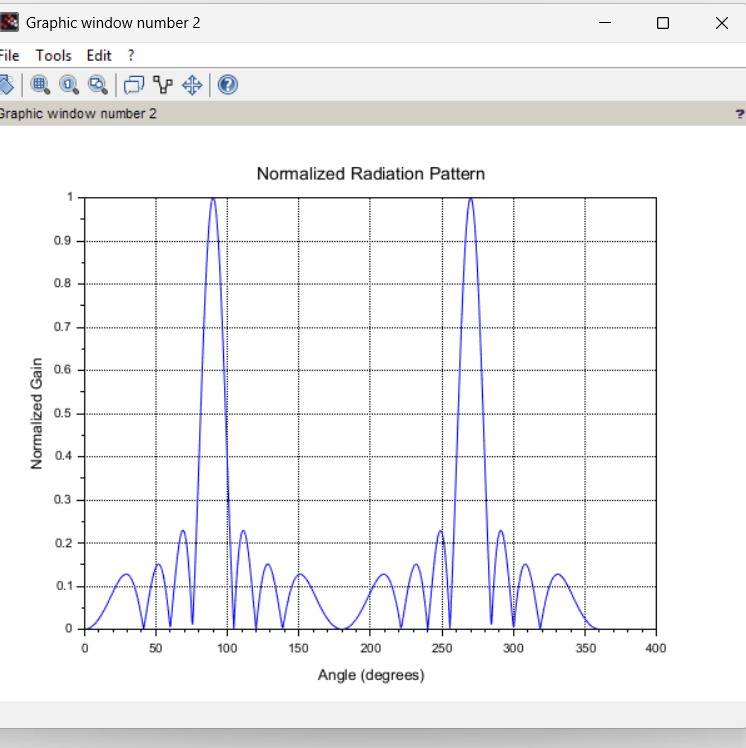 Graphic window number 2
File Tools Edit ?
Graphic window number 2 ?
Normalized Radiation Pattern
1
0.9
0.8
0.7
0.6
0.5
0.4
0.3
0.2
0.1
0
Normalized Gain
0 50 100 150 200 250 300 350 400
Angle (degrees)